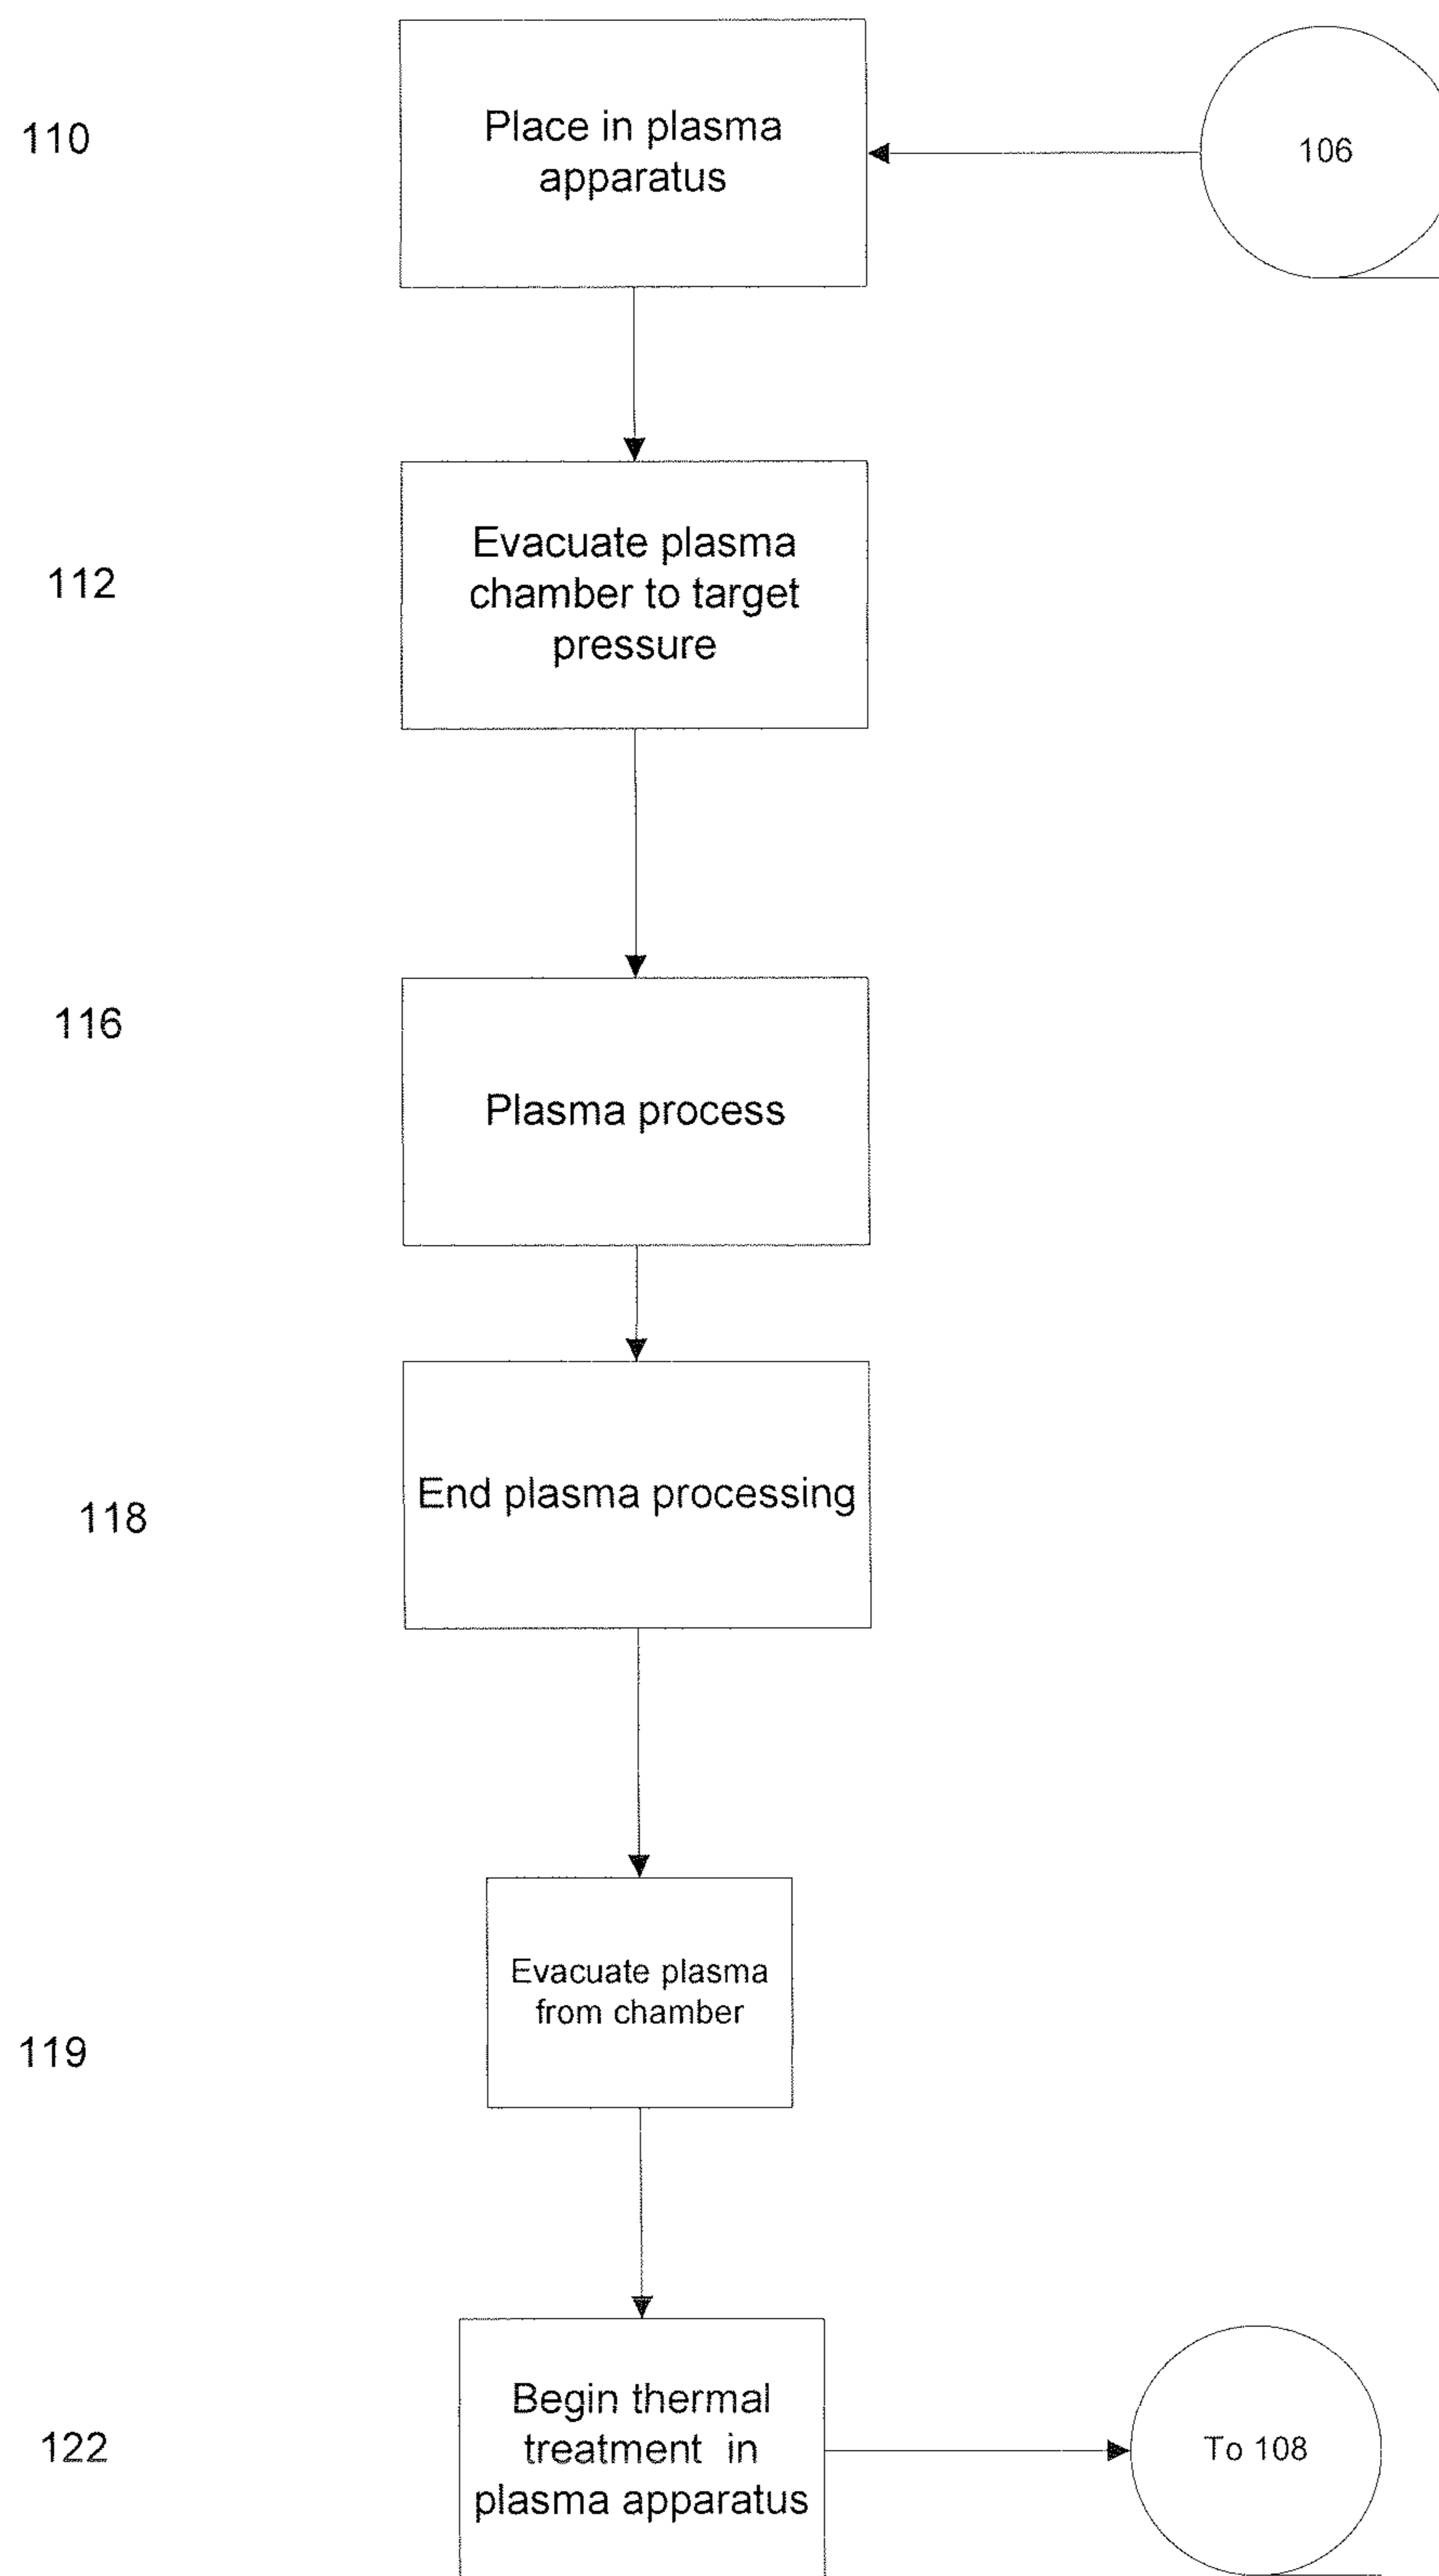 110
Place in plasma
apparatus
106
112
Evacuate plasma
chamber to target
pressure
116
Plasma process
118
End plasma processing
119
Evacuate plasma
from chamber
122
Begin thermal
treatment in
plasma apparatus
To 108